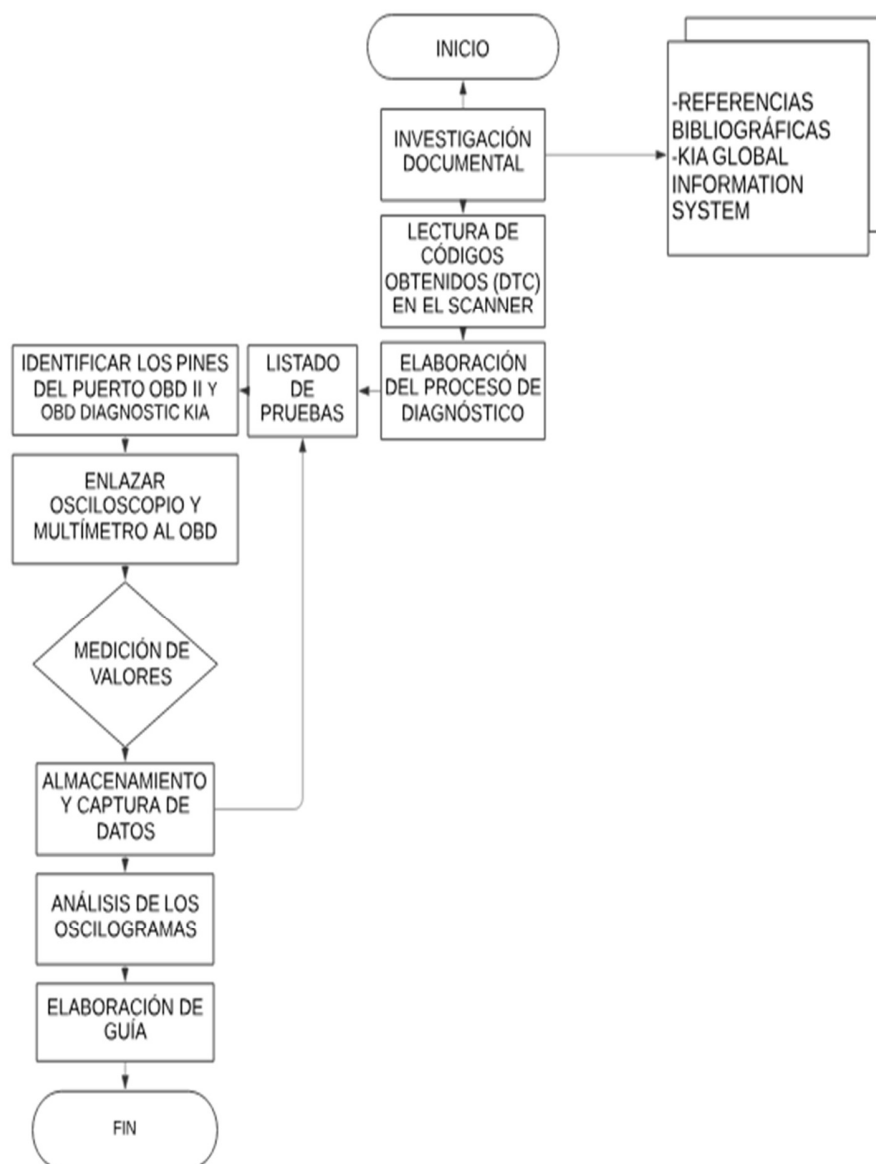 INICIO
INVESTIGACIÓN
DOCUMENTAL
-REFERENCIAS
BIBLIOGRÁFICAS
-KIA GLOBAL
INFORMATION
SYSTEM
LECTURA DE
CÓDIGOS
OBTENIDOS (DTC)
EN EL SCANNER
ELABORACIÓN
DEL PROCESO DE
DIAGNÓSTICO
LISTADO
DE
PRUEBAS
IDENTIFICAR LOS PINES
DEL PUERTO OBD II Y
OBD DIAGNOSTIC KIA
ENLAZAR
OSCILOSCOPIO Y
MULTÍMETRO AL OBD
MEDICIÓN DE
VALORES
ALMACENAMIENTO
Y CAPTURA DE
DATOS
ANÁLISIS DE LOS
OSCILOGRAMAS
ELABORACIÓN DE
GUÍA
FIN